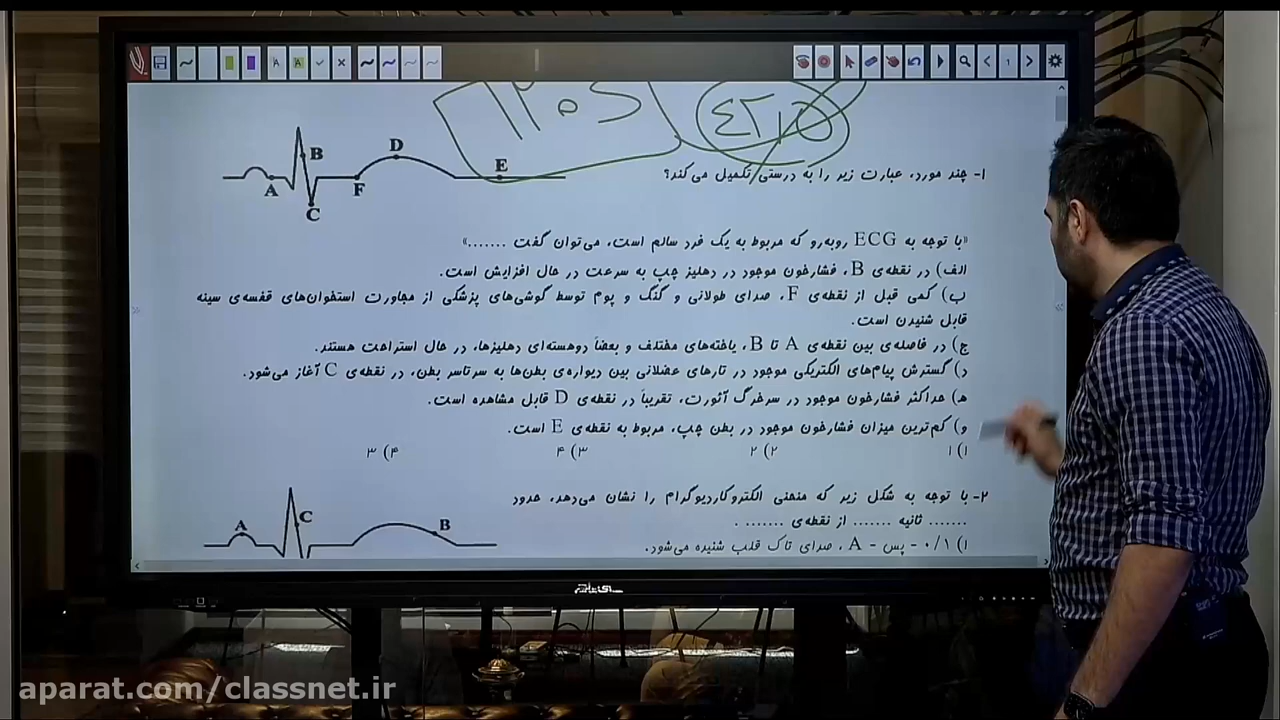 ۱- چند مورد، عبارت زیر را به درستی تکمیل می‌کند؟
A B C F D E
«با توجه به ECG روبه‌رو که مربوط به یک فرد سالم است، می‌توان گفت .......»
الف) در نقطه‌ی B، فشارخون موجود در دهلیز چپ به سرعت در حال افزایش است.
ب) کمی قبل از نقطه‌ی F، صدای طولانی و گنگ و پوم توسط گوشی‌های پزشکی از مجاورت استخوان‌های قفسه‌ی سینه
قابل شنیدن است.
ج) در فاصله‌ی بین نقطه‌ی A تا B، یاخته‌های مختلف و بعضاً دوهسته‌ای دهلیزها، در حال استراحت هستند.
د) گسترش پیام‌های الکتریکی موجود در تارهای عضلانی بین دیواره‌ی بطن‌ها به سرتاسر بطن، در نقطه‌ی C آغاز می‌شود.
ه) حداکثر فشارخون موجود در سرخرگ آئورت، تقریباً در نقطه‌ی D قابل مشاهده است.
و) کم‌ترین میزان فشارخون موجود در بطن چپ، مربوط به نقطه‌ی E است.
۱) ۱ ۲) ۲ ۳) ۴ ۴) ۳
۲- با توجه به شکل زیر که منحنی الکتروکاردیوگرام را نشان می‌دهد، حدود
....... ثانیه ....... از نقطه‌ی ....... .
A C B
۱) ۰/۱ - پس - A ، صدای تاک قلب شنیده می‌شود.
aparat.com/classnet.ir